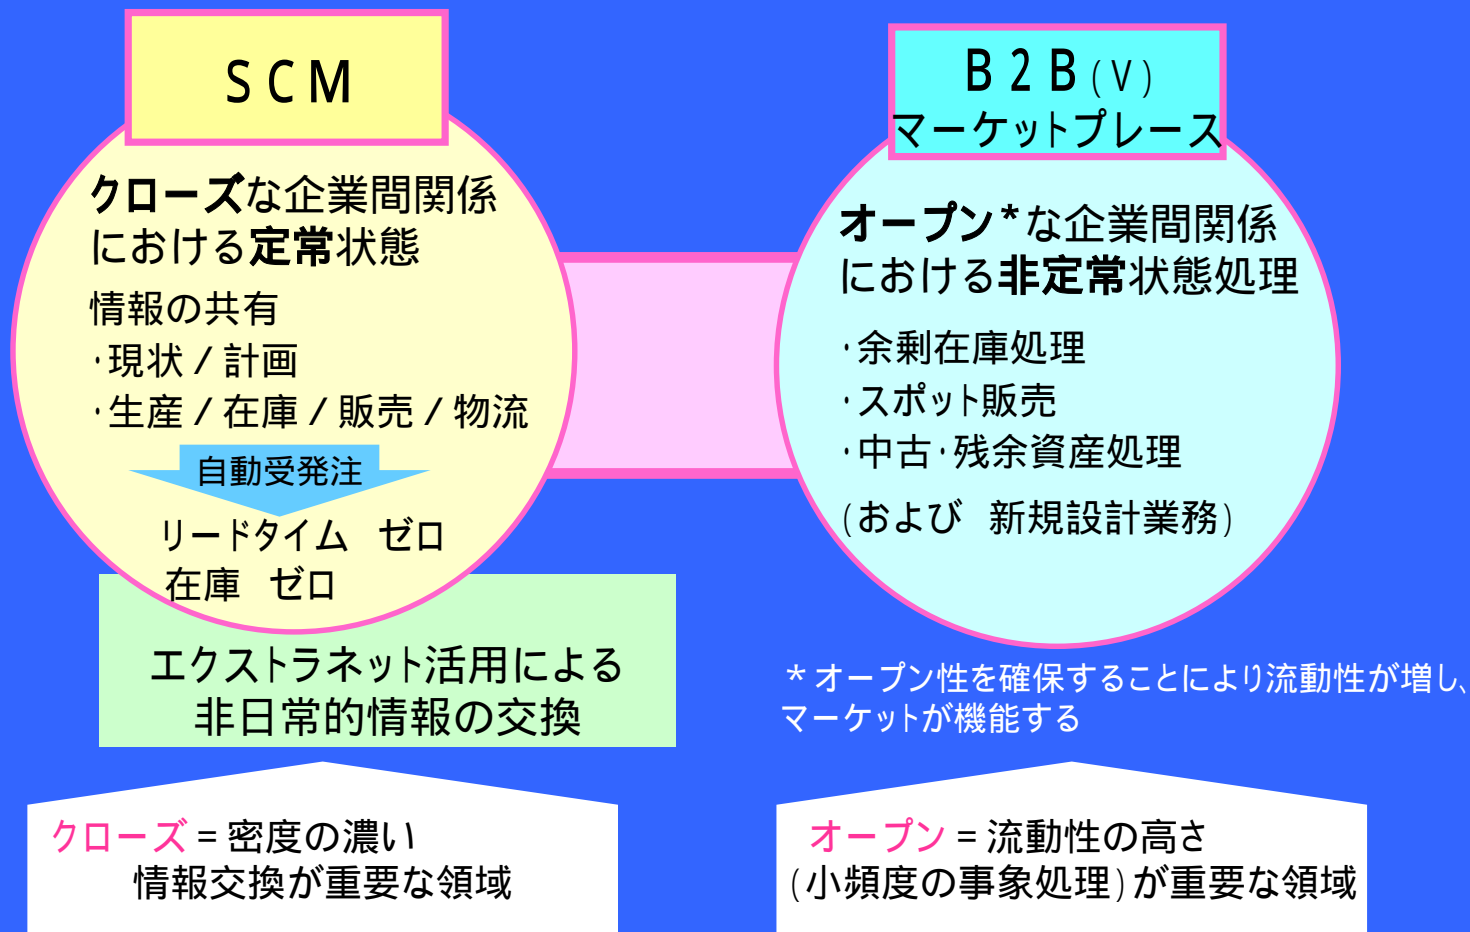 SCM
クローズな企業間関係
における定常状態
情報の共有
・現状/計画
・生産/在庫/販売/物流
自動受発注
リードタイム ゼロ
在庫 ゼロ
エクストラネット活用による
非日常的情報の交換
クローズ=密度の濃い
情報交換が重要な領域
B2B(V)
マーケットプレース
オープン*な企業間関係
における非定常状態処理
・余剰在庫処理
・スポット販売
・中古・残余資産処理
(および 新規設計業務)
*オープン性を確保することにより流動性が増し、
マーケットが機能する
オープン=流動性の高さ
(小頻度の事象処理)が重要な領域